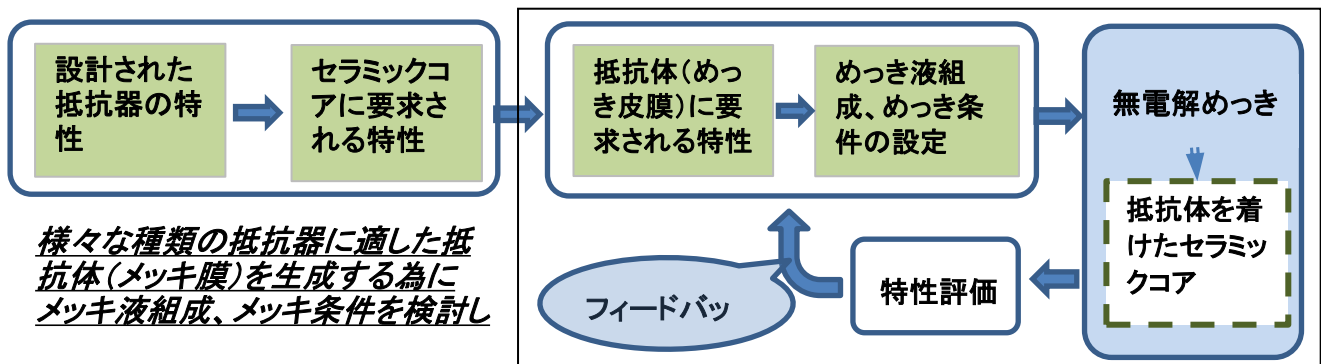 設計された
抵抗器の特
性
セラミックコ
アに要求さ
れる特性
抵抗体(めっ
き皮膜)に要
求される特性
めっき液組
成、めっき条
件の設定
無電解めっき
抵抗体を着
けたセラミッ
クコア
特性評価
フィードバッ
様々な種類の抵抗器に適した抵
抗体(メッキ膜)を生成する為に
メッキ液組成、メッキ条件を検討し